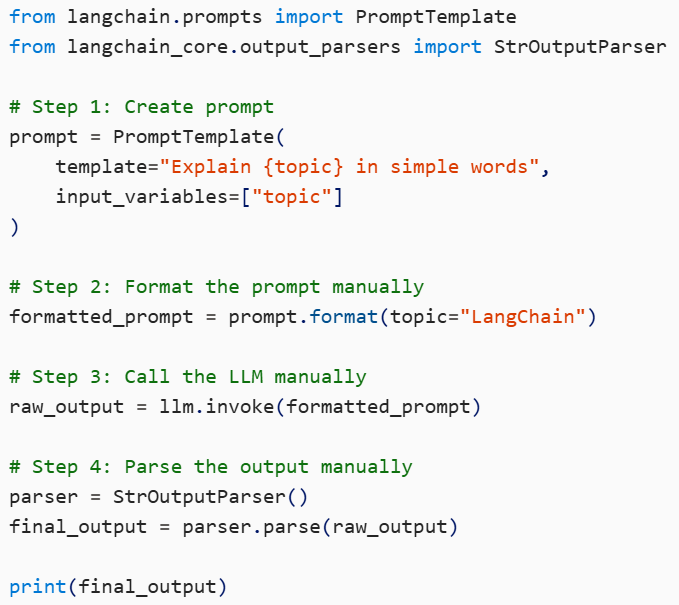 from langchain.prompts import PromptTemplate
from langchain_core.output_parsers import StrOutputParser

# Step 1: Create prompt
prompt = PromptTemplate(
    template="Explain {topic} in simple words",
    input_variables=["topic"]
)

# Step 2: Format the prompt manually
formatted_prompt = prompt.format(topic="LangChain")

# Step 3: Call the LLM manually
raw_output = llm.invoke(formatted_prompt)

# Step 4: Parse the output manually
parser = StrOutputParser()
final_output = parser.parse(raw_output)

print(final_output)